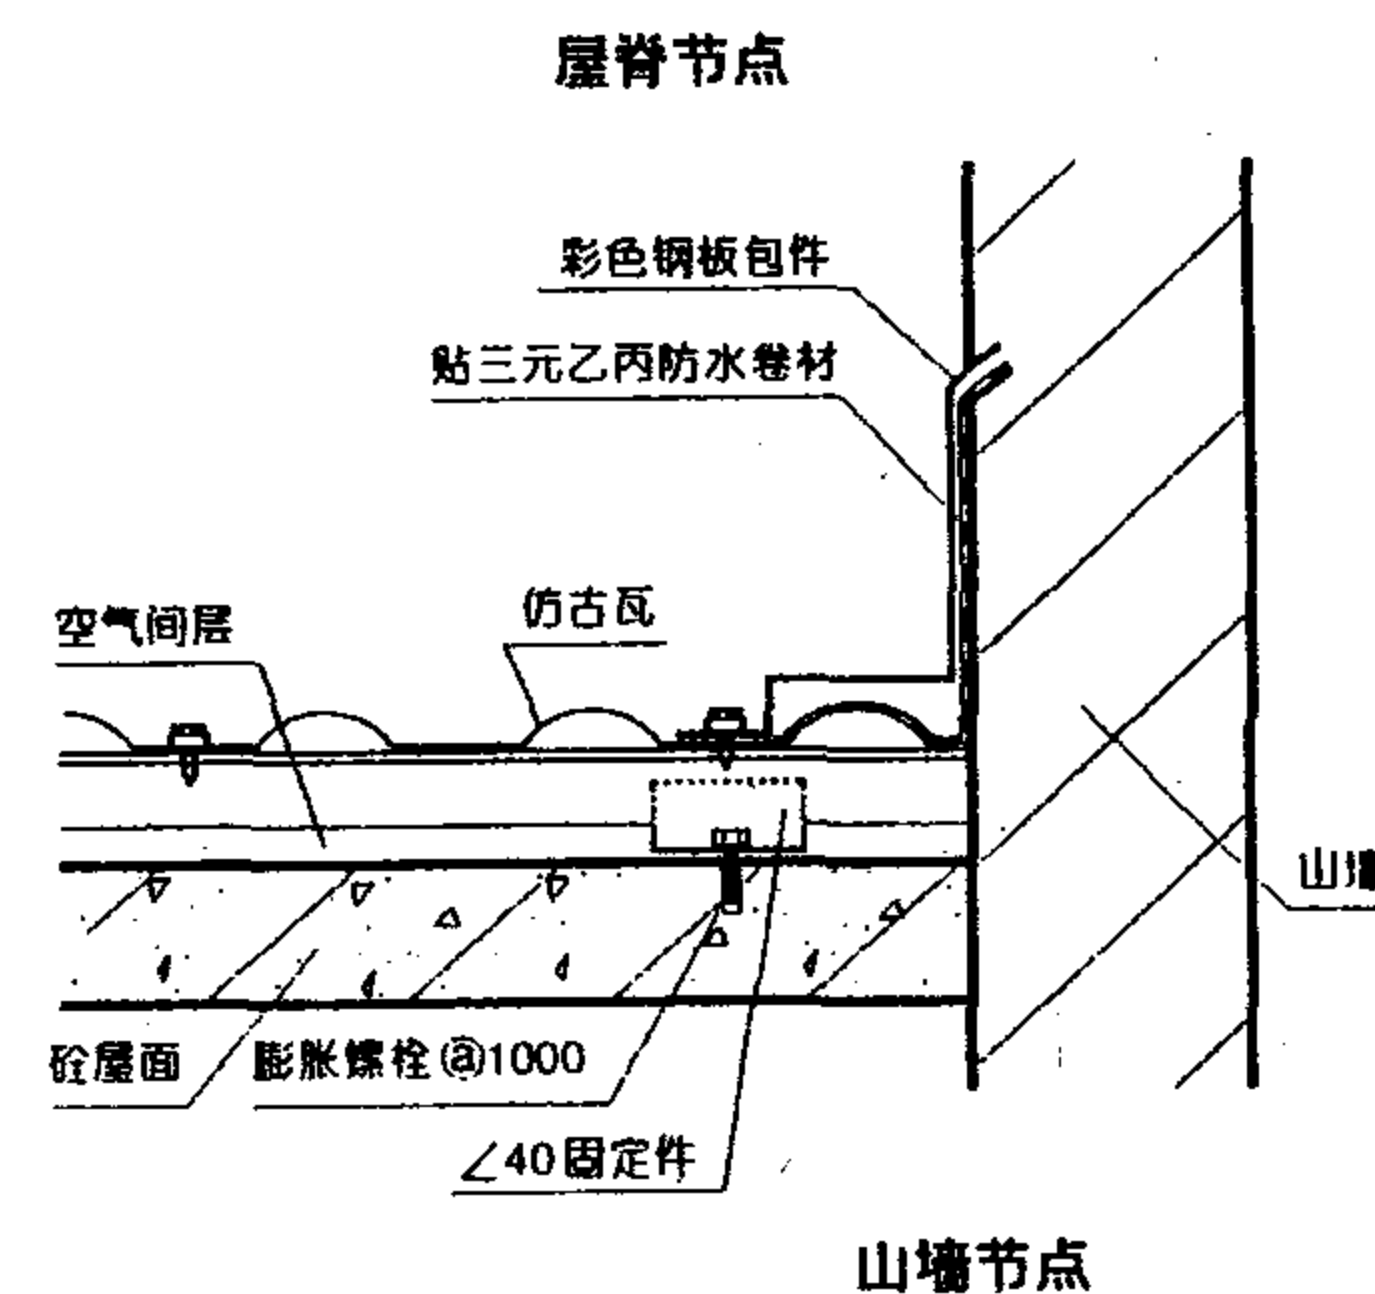 屋脊节点
彩色钢板包件
贴三元乙丙防水卷材
仿古瓦
空气间层
山墙
砼屋面
膨胀螺栓@1000
∠40固定件
山墙节点